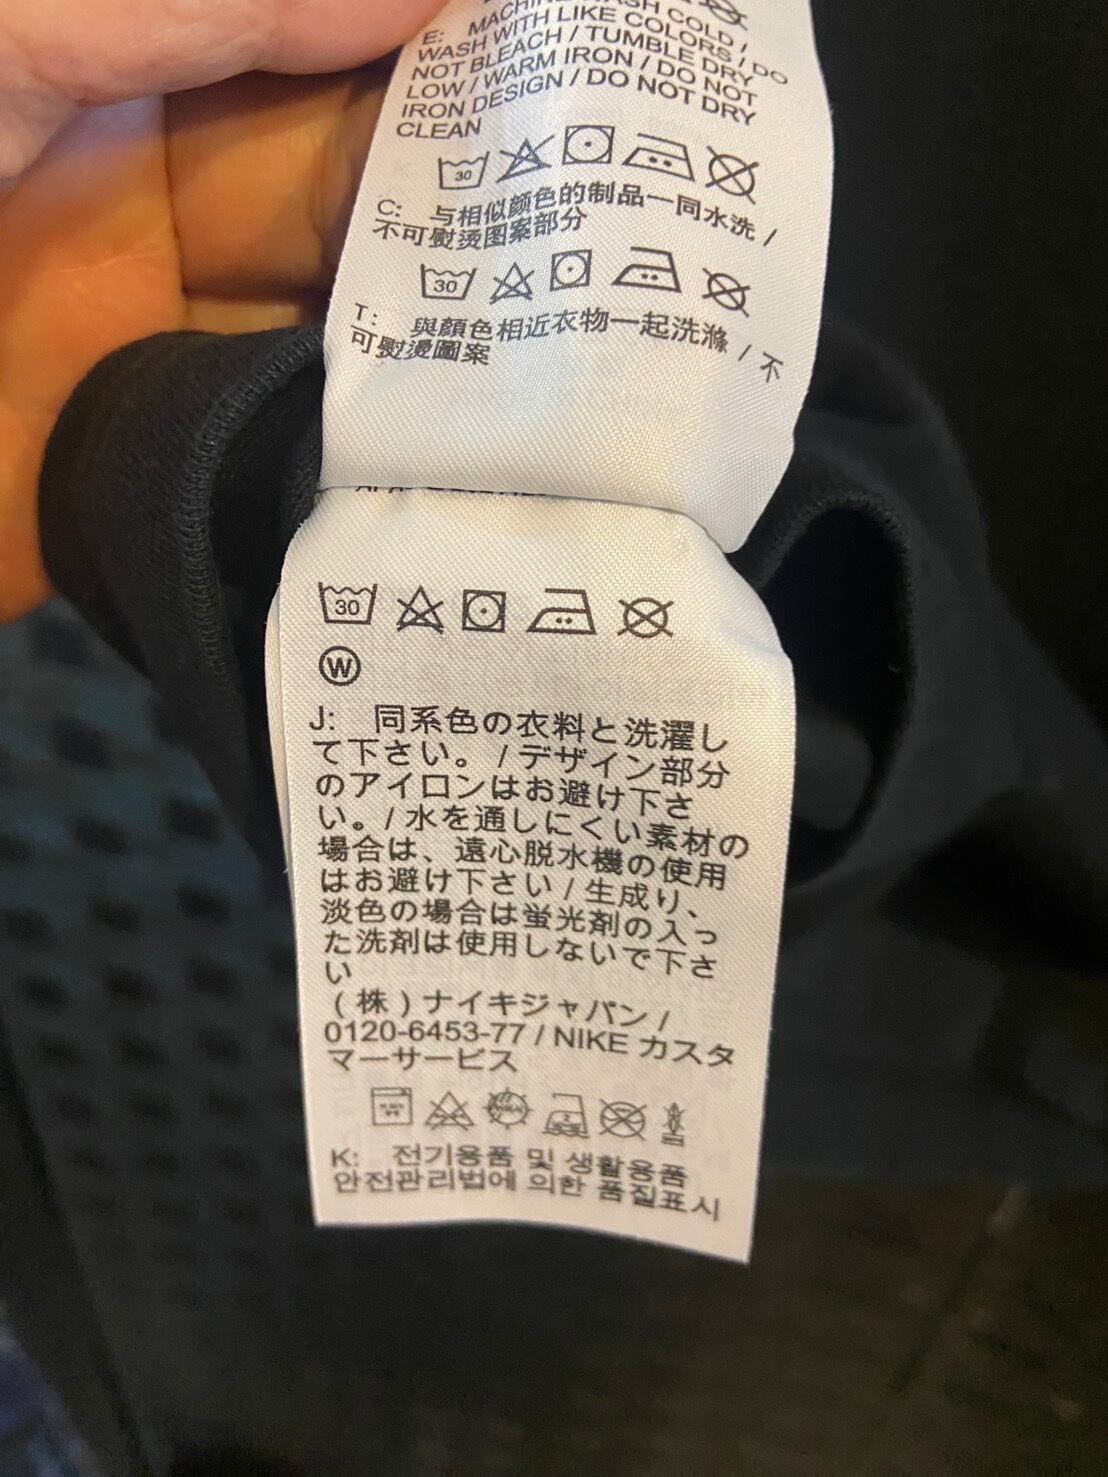 E: MACHINE WASH COLD /
WASH WITH LIKE COLORS / DO
NOT BLEACH / TUMBLE DRY
LOW / WARM IRON / DO NOT
IRON DESIGN / DO NOT DRY
CLEAN
30
C: 与相似颜色的制品一同水洗 /
不可熨烫图案部分
30
T: 與顏色相近衣物一起洗滌 / 不
可熨燙圖案
30
W
J: 同系色の衣料と洗濯し
て下さい。 / デザイン部分
のアイロンはお避け下さ
い。/ 水を通しにくい素材の
場合は、遠心脱水機の使用
はお避け下さい / 生成り、
淡色の場合は蛍光剤の入っ
た洗剤は使用しないで下さ
い
(株)ナイキジャパン /
0120-6453-77 / NIKE カスタ
マーサービス
K: 전기용품 및 생활용품
안전관리법에 의한 품질표시